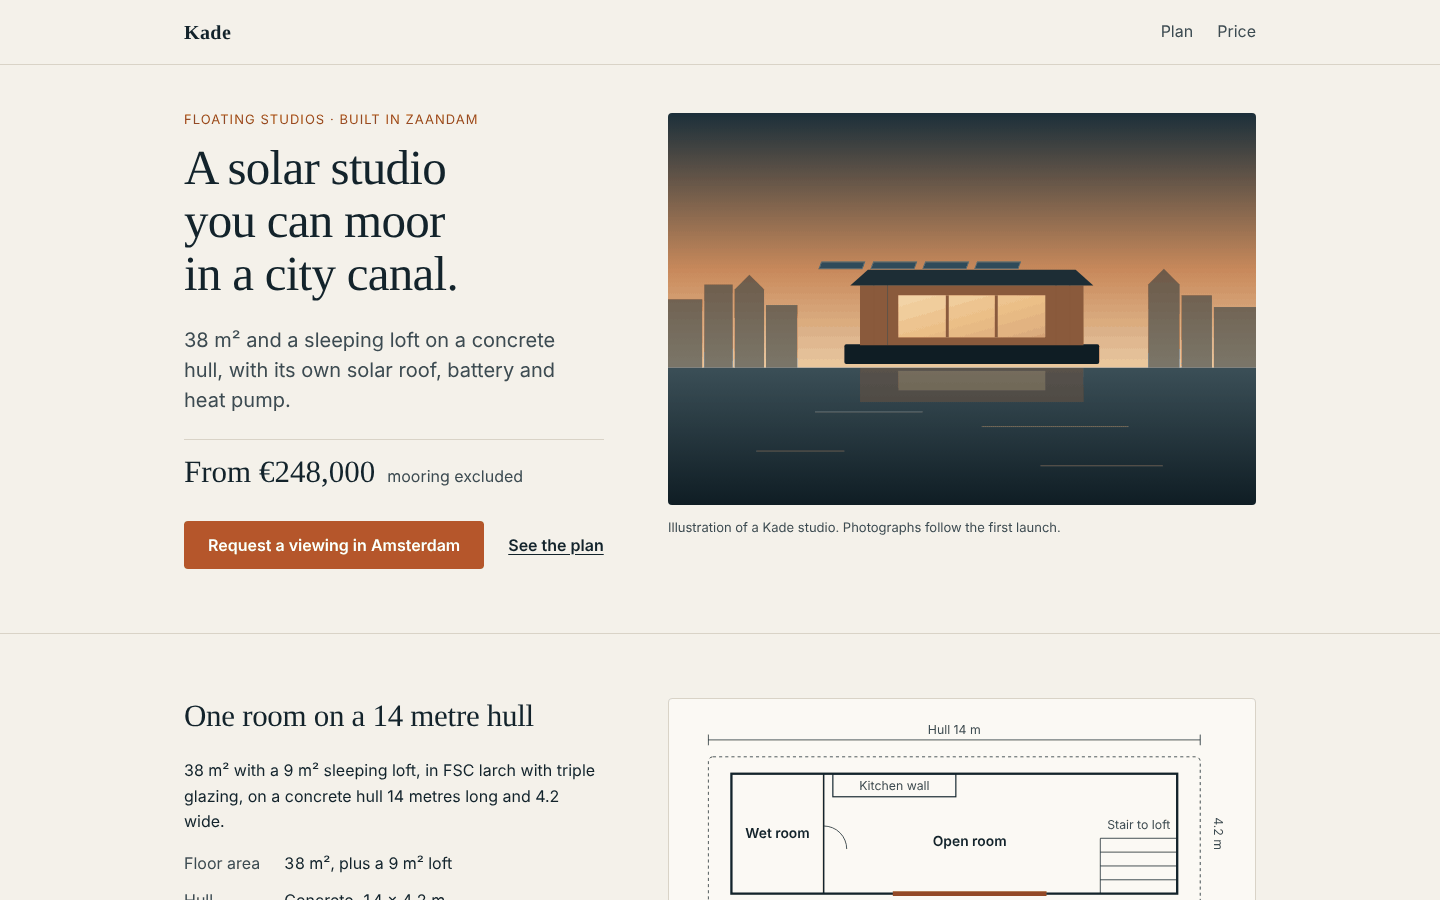 Kade
Plan
Price
FLOATING STUDIOS · BUILT IN ZAANDAM
A solar studio
you can moor
in a city canal.
38 m² and a sleeping loft on a concrete
hull, with its own solar roof, battery and
heat pump.
From €248,000 mooring excluded
Request a viewing in Amsterdam
See the plan
Illustration of a Kade studio. Photographs follow the first launch.
One room on a 14 metre hull
38 m² with a 9 m² sleeping loft, in FSC larch with triple
glazing, on a concrete hull 14 metres long and 4.2
wide.
Floor area 38 m², plus a 9 m² loft
Hull Concrete, 14 × 4.2 m
Hull 14 m
Kitchen wall
Wet room
Open room
Stair to loft
4.2 m